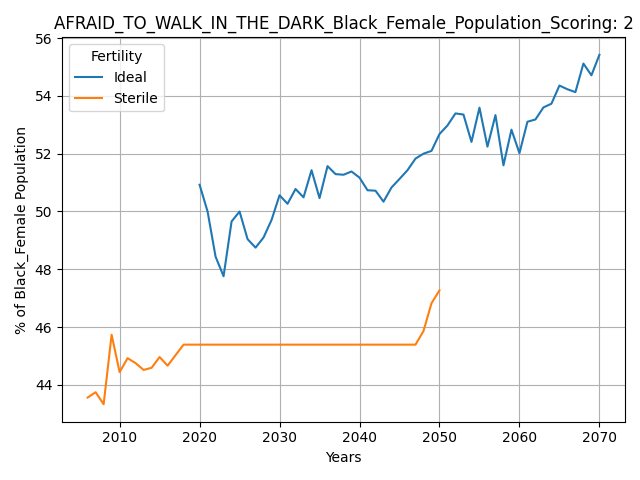 AFRAID_TO_WALK_IN_THE_DARK_Black_Female_Population_Scoring: 2
Fertility
Ideal
Sterile
% of Black_Female Population
56
54
52
50
48
46
44
2010
2020
2030
2040
2050
2060
2070
Years